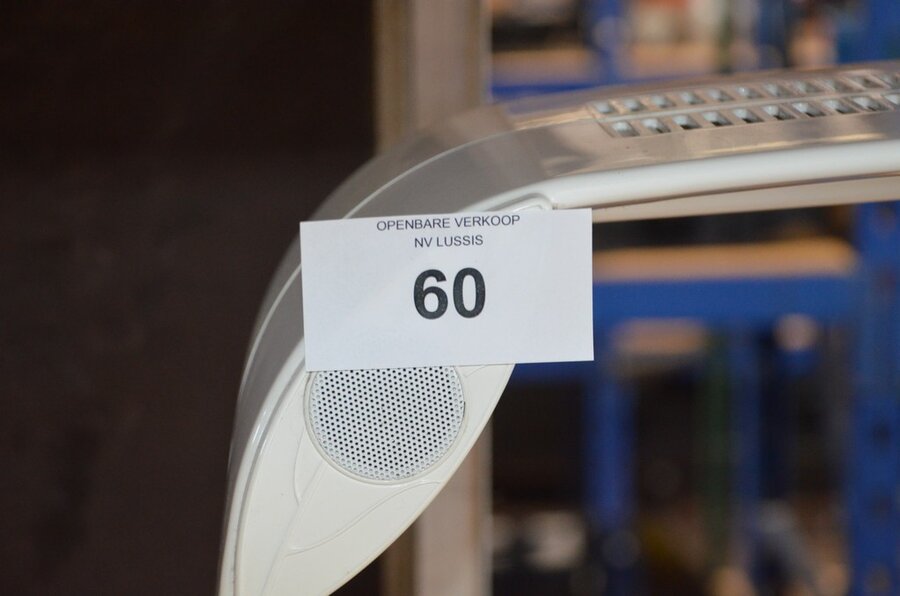 OPENBARE VERKOOP
NV LUSSIS
60